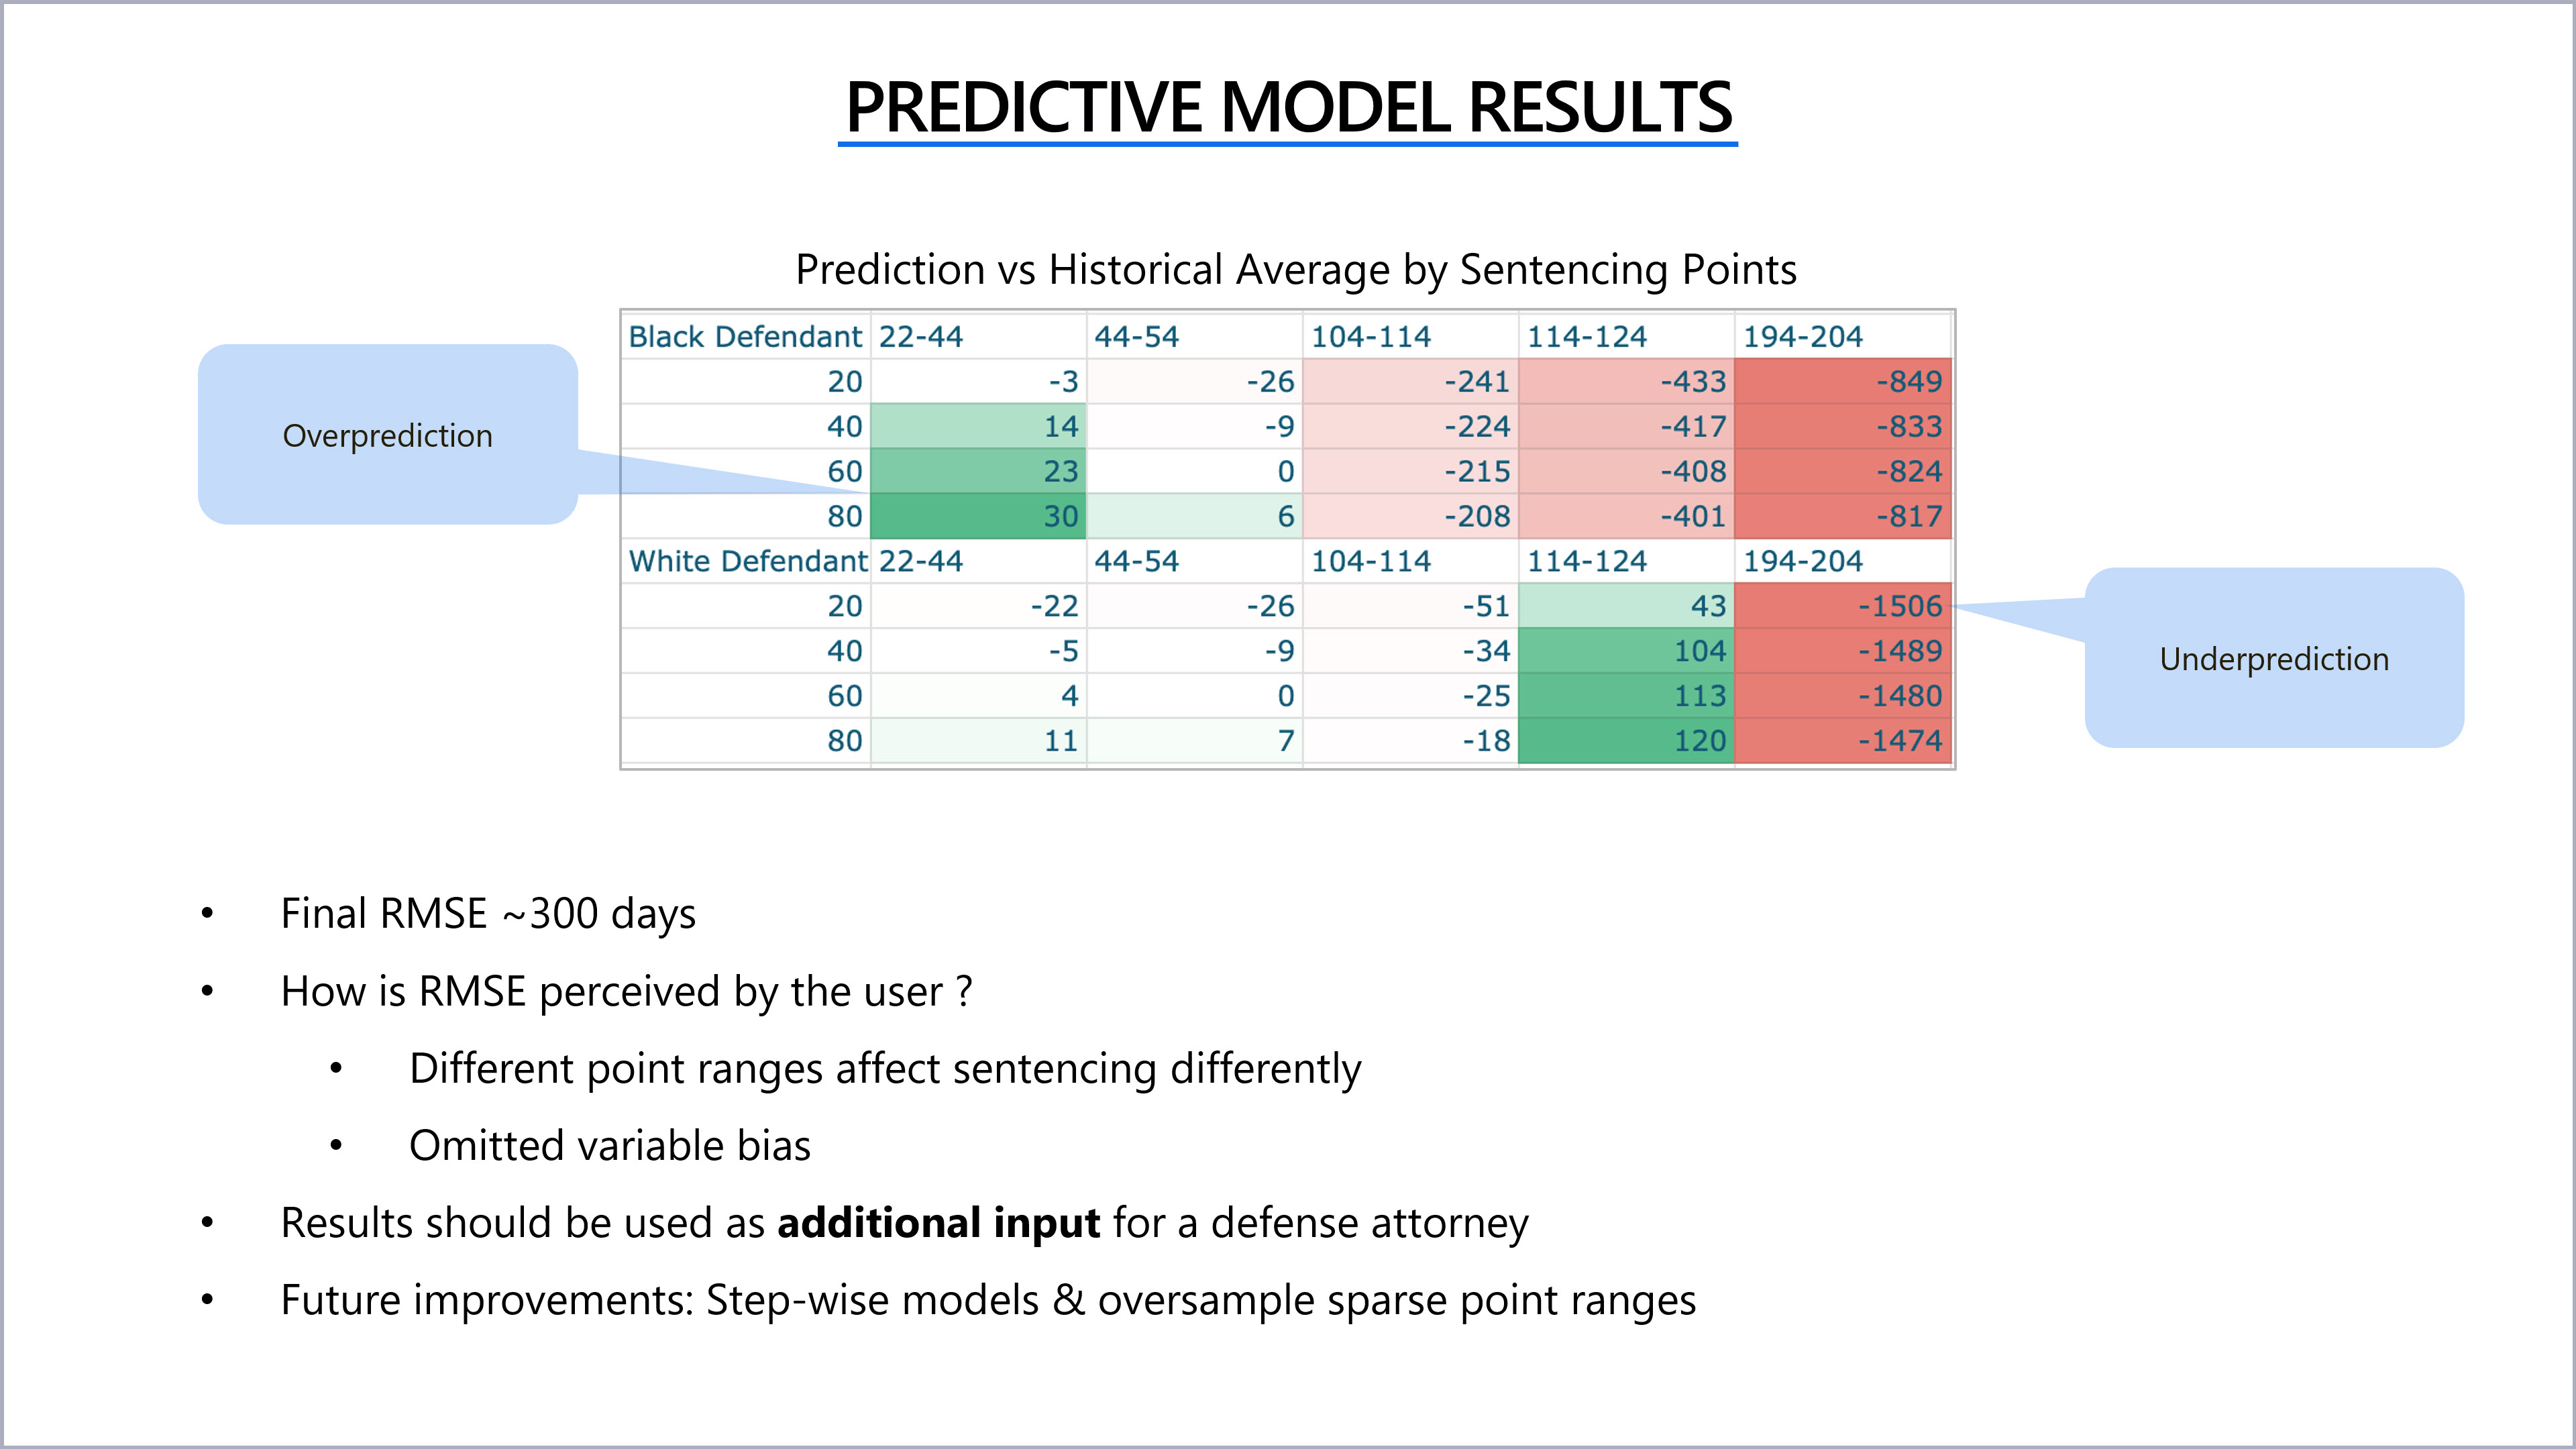 PREDICTIVE MODEL RESULTS
Prediction vs Historical Average by Sentencing Points
Black Defendant 22-44 44-54 104-114 114-124 194-204
20 -3 -26 -241 -433 -849
40 14 -9 -224 -417 -833
60 23 0 -215 -408 -824
80 30 6 -208 -401 -817
White Defendant 22-44 44-54 104-114 114-124 194-204
20 -22 -26 -51 43 -1506
40 -5 -9 -34 104 -1489
60 4 0 -25 113 -1480
80 11 7 -18 120 -1474
Overprediction
Underprediction
• Final RMSE ~300 days
• How is RMSE perceived by the user ?
• Different point ranges affect sentencing differently
• Omitted variable bias
• Results should be used as additional input for a defense attorney
• Future improvements: Step-wise models & oversample sparse point ranges